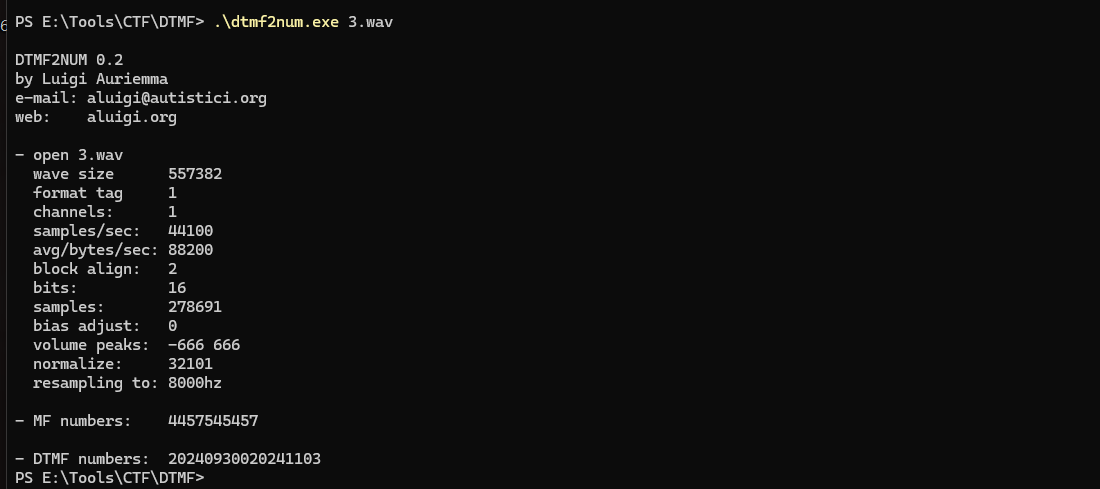 6
PS E:\Tools\CTF\DTMF> .\dtmf2num.exe 3.wav
DTMF2NUM 0.2
by Luigi Auriemma
e-mail: aluigi@autistici.org
web:    aluigi.org
- open 3.wav
  wave size      557382
  format tag     1
  channels:      1
  samples/sec:   44100
  avg/bytes/sec: 88200
  block align:   2
  bits:          16
  samples:       278691
  bias adjust:   0
  volume peaks:  -666 666
  normalize:     32101
  resampling to: 8000hz
- MF numbers:    4457545457
- DTMF numbers:  20240930020241103
PS E:\Tools\CTF\DTMF>